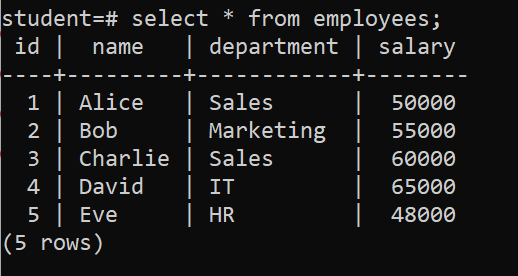 student=# select * from employees;
 id |  name   | department | salary
----+---------+------------+--------
  1 | Alice   | Sales      |  50000
  2 | Bob     | Marketing  |  55000
  3 | Charlie | Sales      |  60000
  4 | David   | IT         |  65000
  5 | Eve     | HR         |  48000
(5 rows)